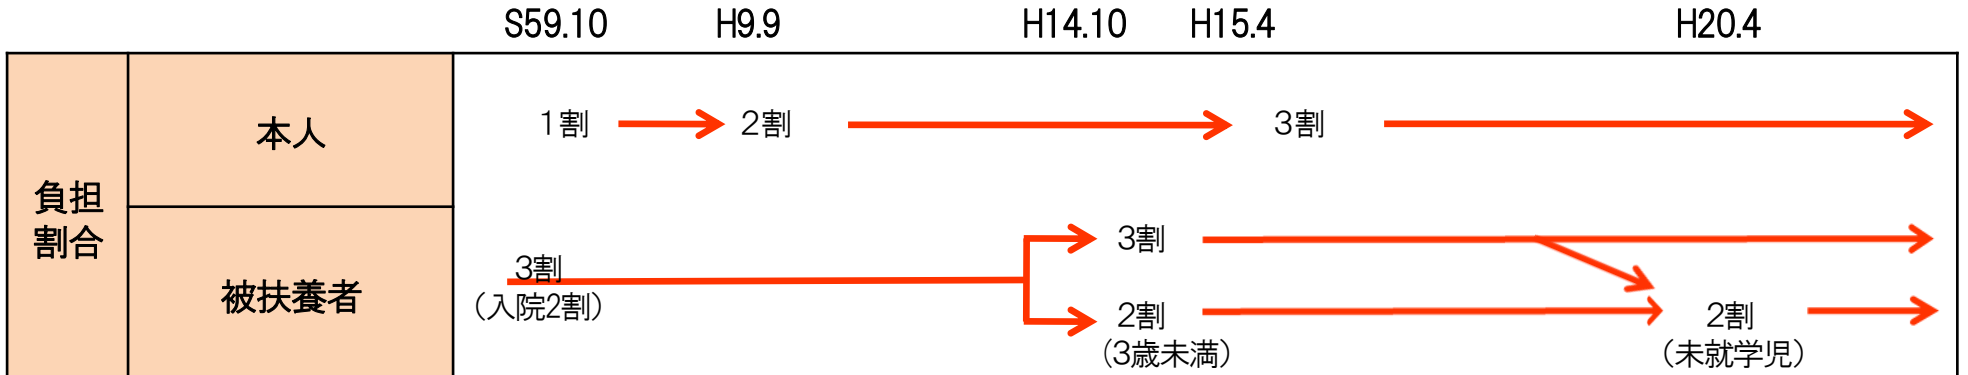 S59.10 H9.9 H14.10 H15.4 H20.4
負担
割合
本人
1割 2割 3割
被扶養者
3割
(入院2割)
3割
2割
(3歳未満)
2割
(未就学児)